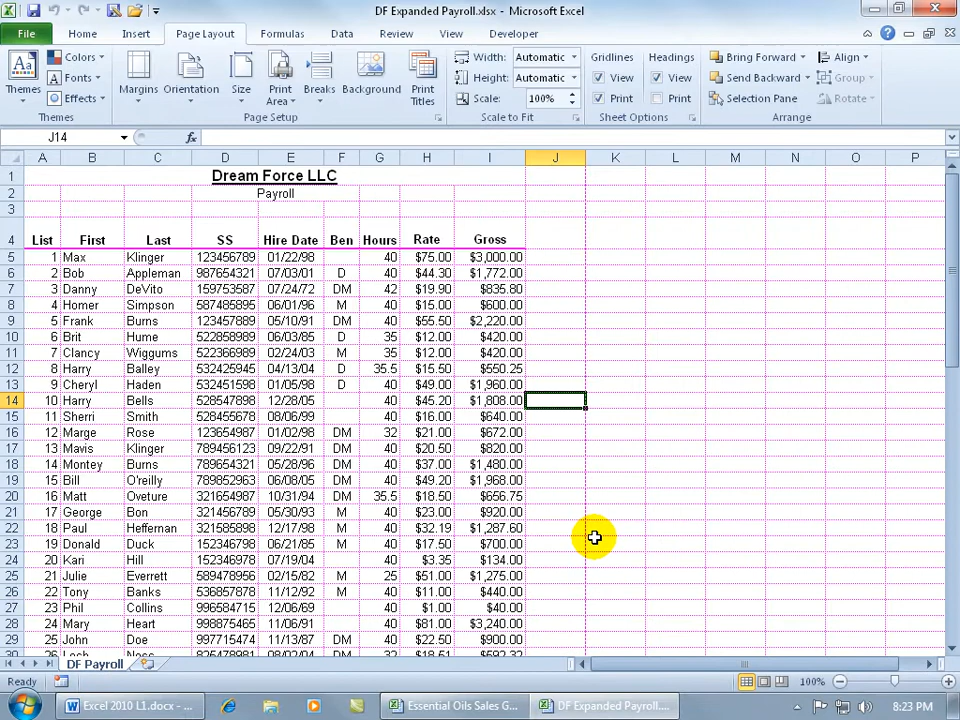 DF Expanded Payroll.xlsx - Microsoft Excel
File Home Insert Page Layout Formulas Data Review View Developer
Themes Colors Fonts Effects Themes
Margins Orientation Size Print Area Breaks Background Print Titles Page Setup
Width: Automatic Height: Automatic Scale: 100% Scale to Fit
Gridlines View Print Headings View Print Sheet Options
Bring Forward Send Backward Selection Pane Align Group Rotate Arrange
J14 fx
A B C D E F G H I J K L M N O P
1 Dream Force LLC
2 Payroll
3
4 List First Last SS Hire Date Ben Hours Rate Gross
5 1 Max Klinger 123456789 01/22/98 40 $75.00 $3,000.00
6 2 Bob Appleman 987654321 07/03/01 D 40 $44.30 $1,772.00
7 3 Danny DeVito 159753587 07/24/72 DM 42 $19.90 $835.80
8 4 Homer Simpson 587485895 06/01/96 M 40 $15.00 $600.00
9 5 Frank Burns 123457889 05/10/91 DM 40 $55.50 $2,220.00
10 6 Brit Hume 522858989 06/03/85 D 35 $12.00 $420.00
11 7 Clancy Wiggums 522366989 02/24/03 M 35 $12.00 $420.00
12 8 Harry Balley 532425945 04/13/04 D 35.5 $15.50 $550.25
13 9 Cheryl Haden 532451598 01/05/98 D 40 $49.00 $1,960.00
14 10 Harry Bells 528547898 12/28/05 40 $45.20 $1,808.00
15 11 Sherri Smith 528455678 08/06/99 40 $16.00 $640.00
16 12 Marge Rose 123654987 01/02/98 DM 32 $21.00 $672.00
17 13 Mavis Klinger 789456123 09/22/91 DM 40 $20.50 $820.00
18 14 Montey Burns 789654321 05/28/96 DM 40 $37.00 $1,480.00
19 15 Bill O'reilly 789852963 06/08/05 DM 40 $49.20 $1,968.00
20 16 Matt Oveture 321654987 10/31/94 DM 35.5 $18.50 $656.75
21 17 George Bon 321456789 05/30/93 M 40 $23.00 $920.00
22 18 Paul Heffernan 321585898 12/17/98 M 40 $32.19 $1,287.60
23 19 Donald Duck 152346798 06/21/85 M 40 $17.50 $700.00
24 20 Kari Hill 152346978 07/19/04 40 $3.35 $134.00
25 21 Julie Everrett 589478956 02/15/82 M 25 $51.00 $1,275.00
26 22 Tony Banks 536857878 11/12/92 M 40 $11.00 $440.00
27 23 Phil Collins 996584715 12/06/69 40 $1.00 $40.00
28 24 Mary Heart 998875465 11/06/91 40 $81.00 $3,240.00
29 25 John Doe 997715474 11/13/87 DM 40 $22.50 $900.00
DF Payroll
Ready 100%
Excel 2010 L1.docx - ... Essential Oils Sales G... DF Expanded Payroll.... 8:23 PM